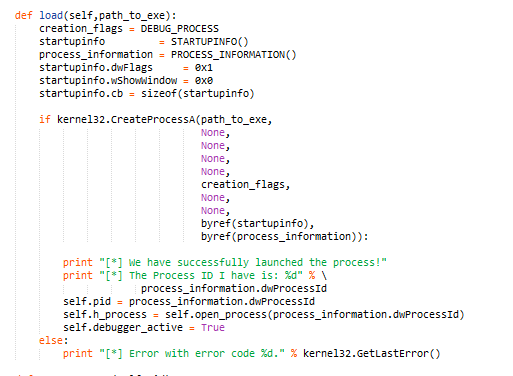 def load(self,path_to_exe):
    creation_flags = DEBUG_PROCESS
    startupinfo         = STARTUPINFO()
    process_information = PROCESS_INFORMATION()
    startupinfo.dwFlags     = 0x1
    startupinfo.wShowWindow = 0x0
    startupinfo.cb = sizeof(startupinfo)

    if kernel32.CreateProcessA(path_to_exe,
                               None,
                               None,
                               None,
                               None,
                               creation_flags,
                               None,
                               None,
                               byref(startupinfo),
                               byref(process_information)):

        print "[*] We have successfully launched the process!"
        print "[*] The Process ID I have is: %d" % \
                     process_information.dwProcessId
        self.pid = process_information.dwProcessId
        self.h_process = self.open_process(process_information.dwProcessId)
        self.debugger_active = True
    else:
        print "[*] Error with error code %d." % kernel32.GetLastError()